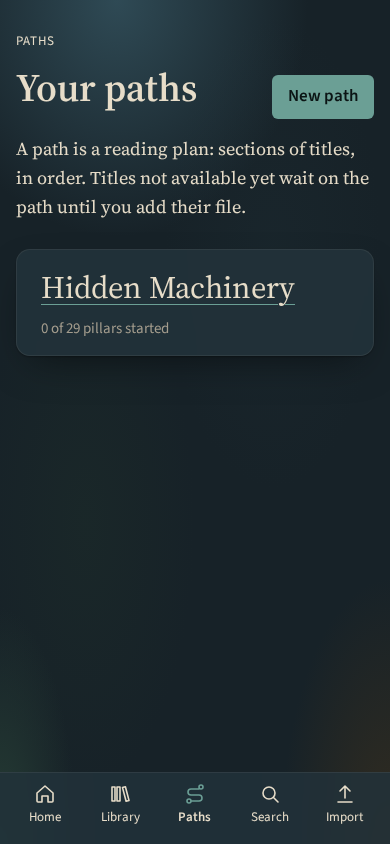 PATHS
Your paths
New path
A path is a reading plan: sections of titles,
in order. Titles not available yet wait on the
path until you add their file.
Hidden Machinery
0 of 29 pillars started
Home
Library
Paths
Search
Import